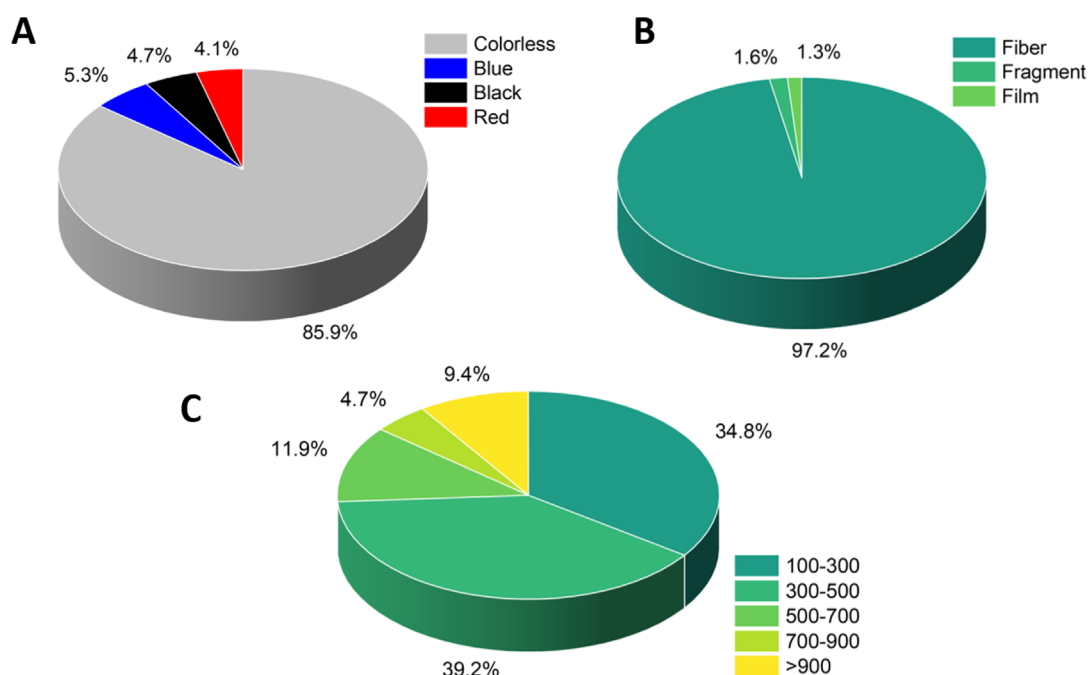 A
4.1%
4.7%
5.3%
Colorless
Blue
Black
Red
85.9%
B
1.6%
1.3%
Fiber
Fragment
Film
97.2%
C
9.4%
4.7%
11.9%
34.8%
39.2%
100-300
300-500
500-700
700-900
>900